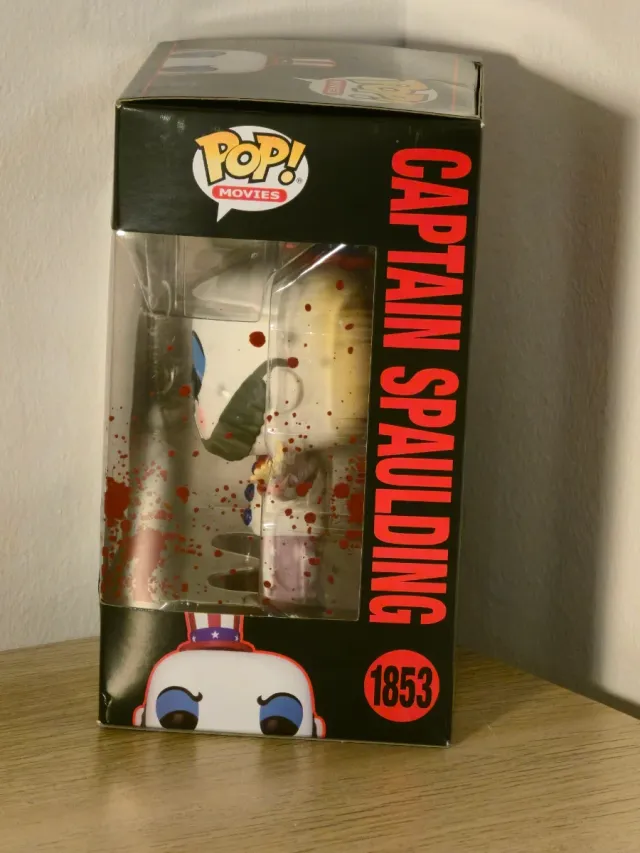 POP!
MOVIES
CAPTAIN SPAULDING
1853